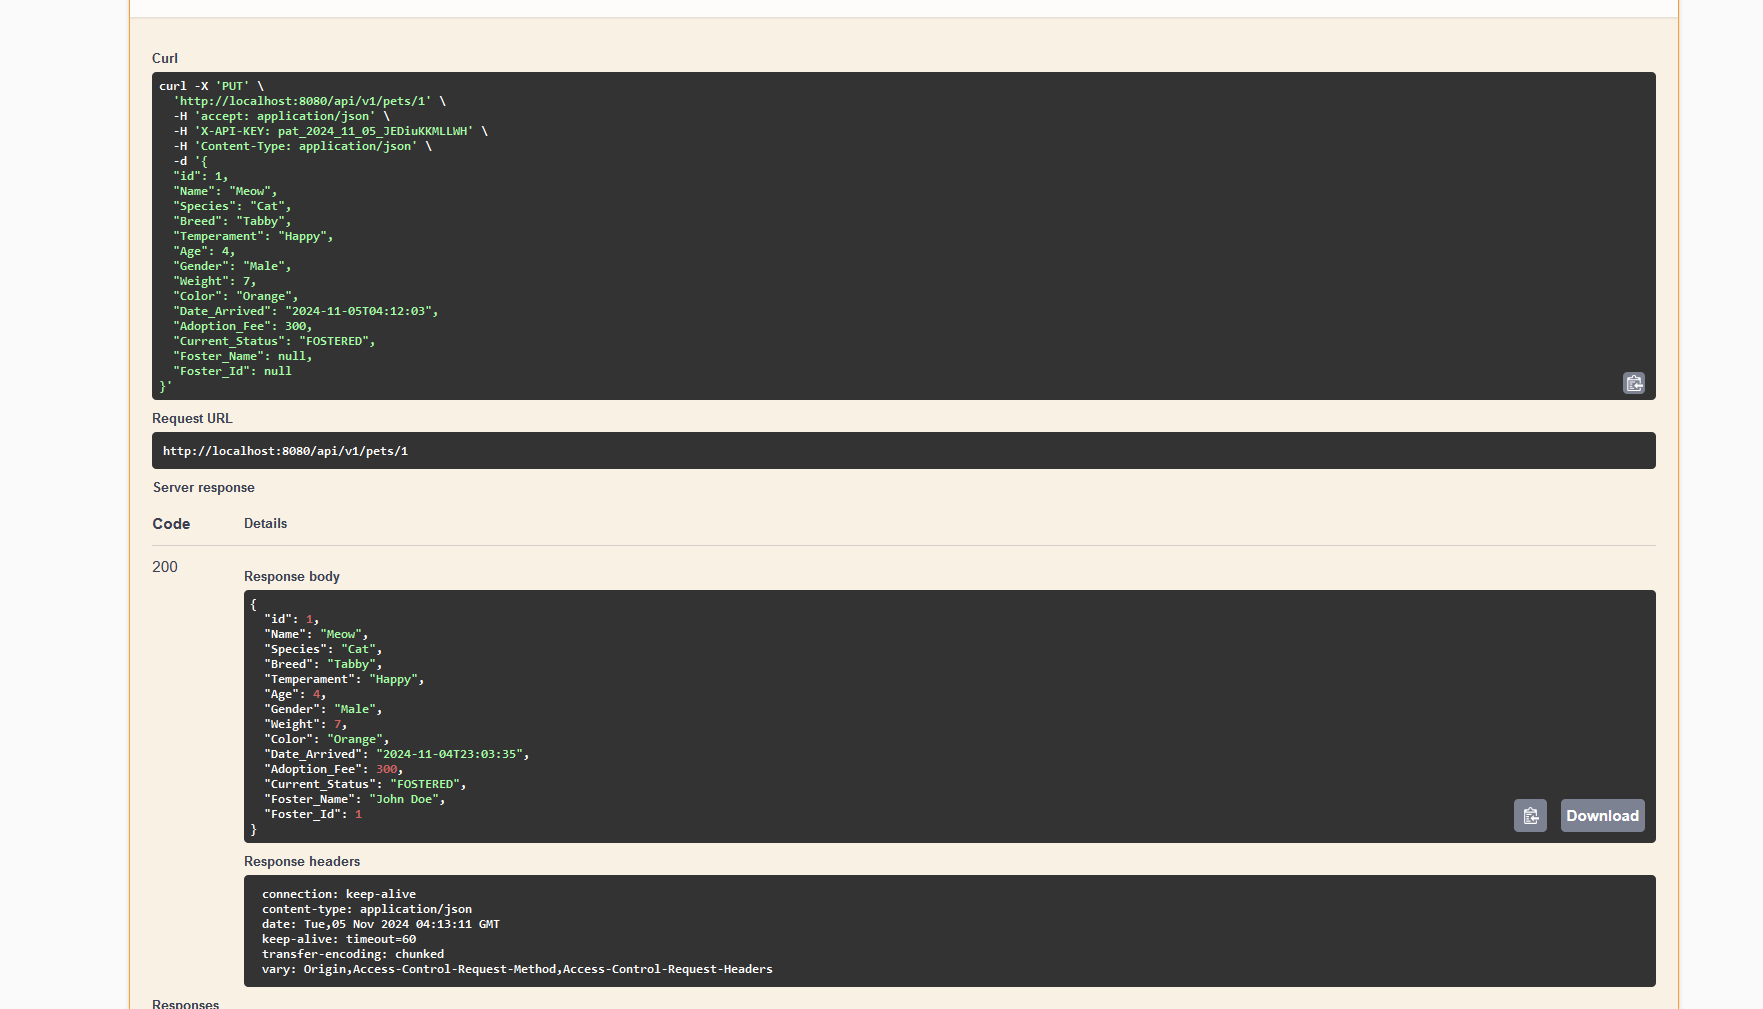 Curl
curl -X 'PUT' \
  'http://localhost:8080/api/v1/pets/1' \
  -H 'accept: application/json' \
  -H 'X-API-KEY: pat_2024_11_05_JEDiuKKMLLWH' \
  -H 'Content-Type: application/json' \
  -d '{
  "id": 1,
  "Name": "Meow",
  "Species": "Cat",
  "Breed": "Tabby",
  "Temperament": "Happy",
  "Age": 4,
  "Gender": "Male",
  "Weight": 7,
  "Color": "Orange",
  "Date_Arrived": "2024-11-05T04:12:03",
  "Adoption_Fee": 300,
  "Current_Status": "FOSTERED",
  "Foster_Name": null,
  "Foster_Id": null
}'
Request URL
http://localhost:8080/api/v1/pets/1
Server response
Code Details
200
Response body
{
  "id": 1,
  "Name": "Meow",
  "Species": "Cat",
  "Breed": "Tabby",
  "Temperament": "Happy",
  "Age": 4,
  "Gender": "Male",
  "Weight": 7,
  "Color": "Orange",
  "Date_Arrived": "2024-11-04T23:03:35",
  "Adoption_Fee": 300,
  "Current_Status": "FOSTERED",
  "Foster_Name": "John Doe",
  "Foster_Id": 1
}
Download
Response headers
connection: keep-alive
content-type: application/json
date: Tue,05 Nov 2024 04:13:11 GMT
keep-alive: timeout=60
transfer-encoding: chunked
vary: Origin,Access-Control-Request-Method,Access-Control-Request-Headers
Responses